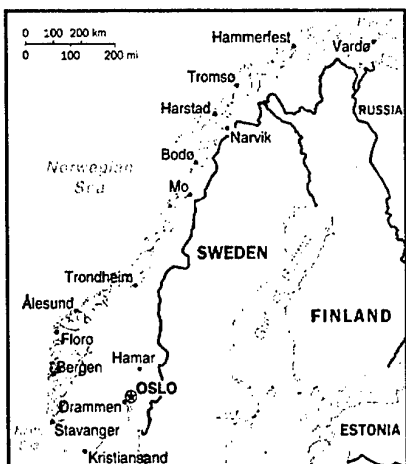 0 100 200 km
0 100 200 mi
Hammerfest
Vardø
Tromsø
Harstad
RUSSIA
Narvik
Bodø
Norwegian
Sea
Mo
SWEDEN
Trondheim
Ålesund
FINLAND
Florø
Hamar
Bergen
OSLO
Drammen
Stavanger
ESTONIA
Kristiansand